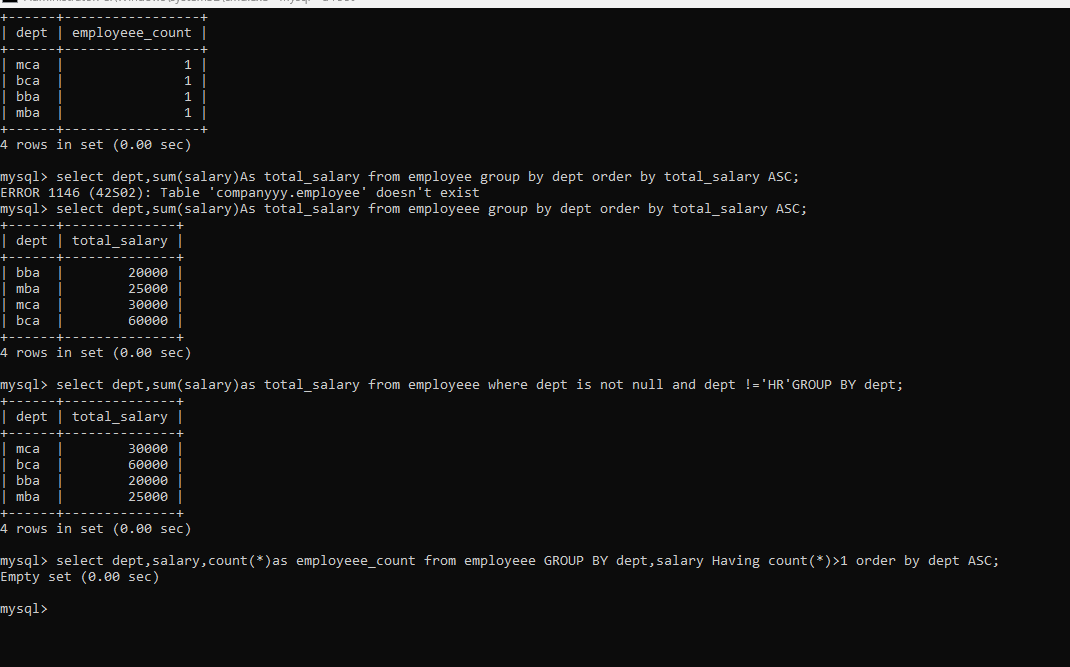 +------+-----------------+
| dept | employeee_count |
+------+-----------------+
| mca  |               1 |
| bca  |               1 |
| bba  |               1 |
| mba  |               1 |
+------+-----------------+
4 rows in set (0.00 sec)
mysql> select dept,sum(salary)As total_salary from employee group by dept order by total_salary ASC;
ERROR 1146 (42S02): Table 'companyyy.employee' doesn't exist
mysql> select dept,sum(salary)As total_salary from employeee group by dept order by total_salary ASC;
+------+--------------+
| dept | total_salary |
+------+--------------+
| bba  |        20000 |
| mba  |        25000 |
| mca  |        30000 |
| bca  |        60000 |
+------+--------------+
4 rows in set (0.00 sec)
mysql> select dept,sum(salary)as total_salary from employeee where dept is not null and dept !='HR'GROUP BY dept;
+------+--------------+
| dept | total_salary |
+------+--------------+
| mca  |        30000 |
| bca  |        60000 |
| bba  |        20000 |
| mba  |        25000 |
+------+--------------+
4 rows in set (0.00 sec)
mysql> select dept,salary,count(*)as employeee_count from employeee GROUP BY dept,salary Having count(*)>1 order by dept ASC;
Empty set (0.00 sec)
mysql>